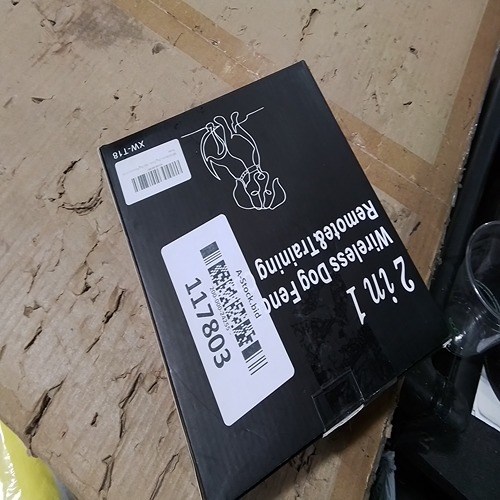 2 in 1
Wireless Dog Fenc
Remote&Training
XW-T18
A-Stock.bid
117803